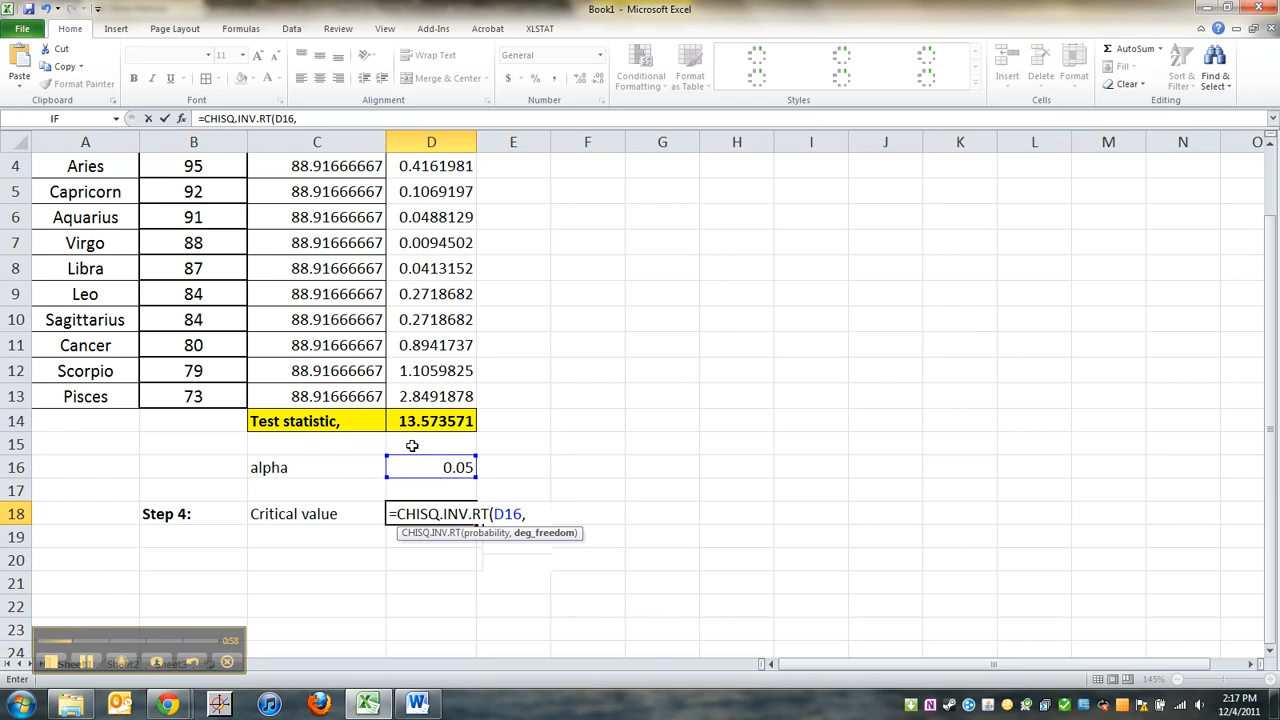 Book1 - Microsoft Excel
File Home Insert Page Layout Formulas Data Review View Add-Ins Acrobat XLSTAT
Paste
Cut
Copy
Format Painter
Clipboard
11
B I U
Font
Wrap Text
Merge & Center
Alignment
General
$ % ,
Number
Conditional Formatting
Format as Table
Styles
Insert Delete Format
Cells
AutoSum
Fill
Clear
Sort & Filter
Find & Select
Editing
IF =CHISQ.INV.RT(D16,
A B C D E F G H I J K L M N O
4 Aries 95 88.91666667 0.4161981
5 Capricorn 92 88.91666667 0.1069197
6 Aquarius 91 88.91666667 0.0488129
7 Virgo 88 88.91666667 0.0094502
8 Libra 87 88.91666667 0.0413152
9 Leo 84 88.91666667 0.2718682
10 Sagittarius 84 88.91666667 0.2718682
11 Cancer 80 88.91666667 0.8941737
12 Scorpio 79 88.91666667 1.1059825
13 Pisces 73 88.91666667 2.8491878
14 Test statistic, 13.573571
15
16 alpha 0.05
17
18 Step 4: Critical value =CHISQ.INV.RT(D16,
CHISQ.INV.RT(probability, deg_freedom)
19
20
21
22
23
24
0:58
Sheet1 Sheet2 Sheet3
Enter 145%
2:17 PM
12/4/2011